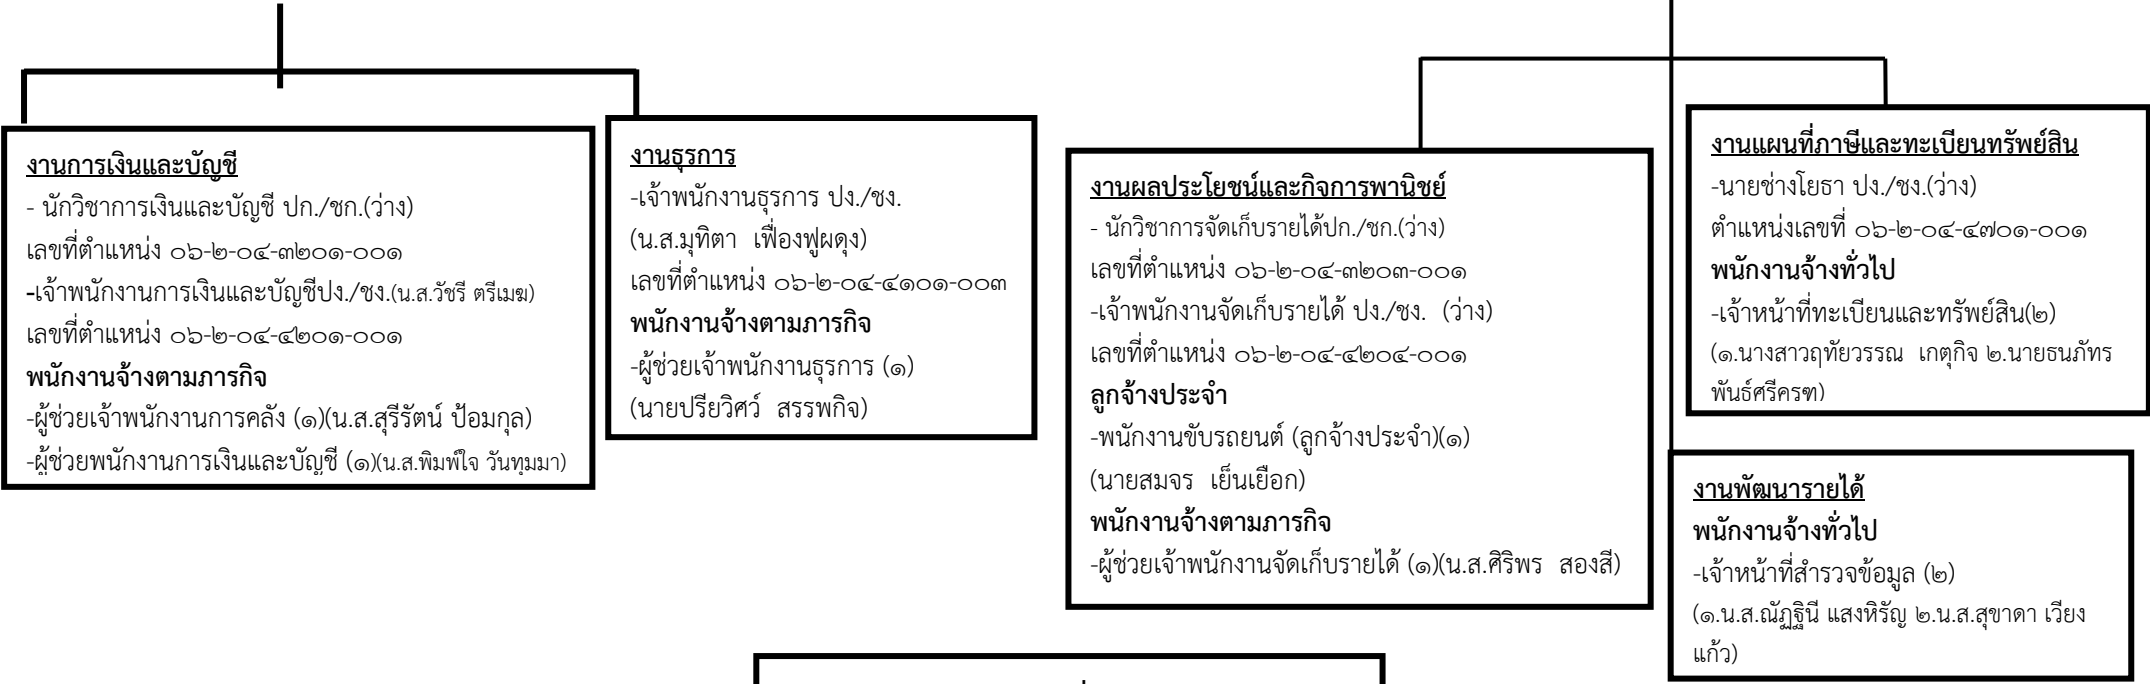 งานการเงินและบัญชี
- นักวิชาการเงินและบัญชี ปก./ชก.(ว่าง)
เลขที่ตำแหน่ง ๐๖-๒-๐๔-๓๒๐๑-๐๐๑
-เจ้าพนักงานการเงินและบัญชีปง./ชง.(น.ส.วัชรี ตรีเมฆ)
เลขที่ตำแหน่ง ๐๖-๒-๐๔-๔๒๐๑-๐๐๑
พนักงานจ้างตามภารกิจ
-ผู้ช่วยเจ้าพนักงานการคลัง (๑)(น.ส.สุรีรัตน์ ป้อมกุล)
-ผู้ช่วยพนักงานการเงินและบัญชี (๑)(น.ส.พิมพ์ใจ วันทุมมา)
งานธุรการ
-เจ้าพนักงานธุรการ ปง./ชง.
(น.ส.มุทิตา เฟื่องฟูผดุง)
เลขที่ตำแหน่ง ๐๖-๒-๐๔-๔๑๐๑-๐๐๓
พนักงานจ้างตามภารกิจ
-ผู้ช่วยเจ้าพนักงานธุรการ (๑)
(นายปรียวิศว์ สรรพกิจ)
งานผลประโยชน์และกิจการพานิชย์
- นักวิชาการจัดเก็บรายได้ปก./ชก.(ว่าง)
เลขที่ตำแหน่ง ๐๖-๒-๐๔-๓๒๐๓-๐๐๑
-เจ้าพนักงานจัดเก็บรายได้ ปง./ชง. (ว่าง)
เลขที่ตำแหน่ง ๐๖-๒-๐๔-๔๒๐๔-๐๐๑
ลูกจ้างประจำ
-พนักงานขับรถยนต์ (ลูกจ้างประจำ)(๑)
(นายสมจร เย็นเยือก)
พนักงานจ้างตามภารกิจ
-ผู้ช่วยเจ้าพนักงานจัดเก็บรายได้ (๑)(น.ส.ศิริพร สองสี)
งานแผนที่ภาษีและทะเบียนทรัพย์สิน
-นายช่างโยธา ปง./ชง.(ว่าง)
ตำแหน่งเลขที่ ๐๖-๒-๐๔-๔๗๐๑-๐๐๑
พนักงานจ้างทั่วไป
-เจ้าหน้าที่ทะเบียนและทรัพย์สิน(๒)
(๑.นางสาวฤทัยวรรณ เกตุกิจ ๒.นายธนภัทร
พันธ์ศรีครฑ)
งานพัฒนารายได้
พนักงานจ้างทั่วไป
-เจ้าหน้าที่สำรวจข้อมูล (๒)
(๑.น.ส.ณัฏฐินี แสงหิรัญ ๒.น.ส.สุขาดา เวียง
แก้ว)